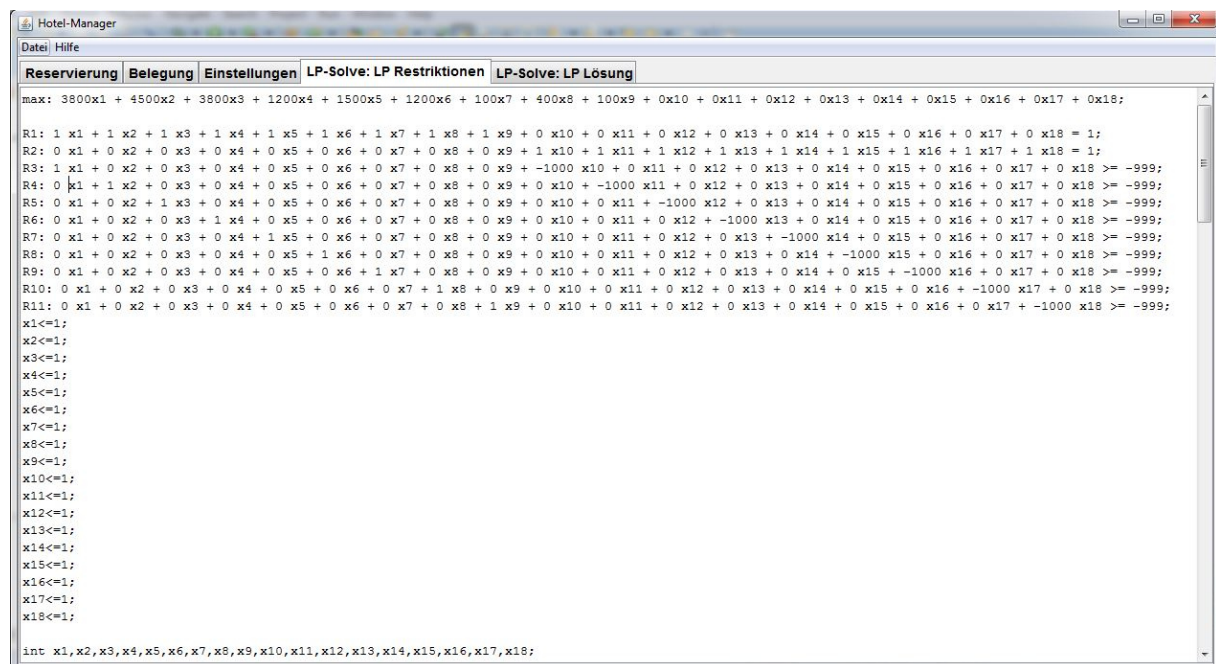 Hotel-Manager
Datei Hilfe
Reservierung Belegung Einstellungen LP-Solve: LP Restriktionen LP-Solve: LP Lösung
max: 3800x1 + 4500x2 + 3800x3 + 1200x4 + 1500x5 + 1200x6 + 100x7 + 400x8 + 100x9 + 0x10 + 0x11 + 0x12 + 0x13 + 0x14 + 0x15 + 0x16 + 0x17 + 0x18;
R1: 1 x1 + 1 x2 + 1 x3 + 1 x4 + 1 x5 + 1 x6 + 1 x7 + 1 x8 + 1 x9 + 0 x10 + 0 x11 + 0 x12 + 0 x13 + 0 x14 + 0 x15 + 0 x16 + 0 x17 + 0 x18 = 1;
R2: 0 x1 + 0 x2 + 0 x3 + 0 x4 + 0 x5 + 0 x6 + 0 x7 + 0 x8 + 0 x9 + 1 x10 + 1 x11 + 1 x12 + 1 x13 + 1 x14 + 1 x15 + 1 x16 + 1 x17 + 1 x18 = 1;
R3: 1 x1 + 0 x2 + 0 x3 + 0 x4 + 0 x5 + 0 x6 + 0 x7 + 0 x8 + 0 x9 + -1000 x10 + 0 x11 + 0 x12 + 0 x13 + 0 x14 + 0 x15 + 0 x16 + 0 x17 + 0 x18 >= -999;
R4: 0 x1 + 1 x2 + 0 x3 + 0 x4 + 0 x5 + 0 x6 + 0 x7 + 0 x8 + 0 x9 + 0 x10 + -1000 x11 + 0 x12 + 0 x13 + 0 x14 + 0 x15 + 0 x16 + 0 x17 + 0 x18 >= -999;
R5: 0 x1 + 0 x2 + 1 x3 + 0 x4 + 0 x5 + 0 x6 + 0 x7 + 0 x8 + 0 x9 + 0 x10 + 0 x11 + -1000 x12 + 0 x13 + 0 x14 + 0 x15 + 0 x16 + 0 x17 + 0 x18 >= -999;
R6: 0 x1 + 0 x2 + 0 x3 + 1 x4 + 0 x5 + 0 x6 + 0 x7 + 0 x8 + 0 x9 + 0 x10 + 0 x11 + 0 x12 + -1000 x13 + 0 x14 + 0 x15 + 0 x16 + 0 x17 + 0 x18 >= -999;
R7: 0 x1 + 0 x2 + 0 x3 + 0 x4 + 1 x5 + 0 x6 + 0 x7 + 0 x8 + 0 x9 + 0 x10 + 0 x11 + 0 x12 + 0 x13 + -1000 x14 + 0 x15 + 0 x16 + 0 x17 + 0 x18 >= -999;
R8: 0 x1 + 0 x2 + 0 x3 + 0 x4 + 0 x5 + 1 x6 + 0 x7 + 0 x8 + 0 x9 + 0 x10 + 0 x11 + 0 x12 + 0 x13 + 0 x14 + -1000 x15 + 0 x16 + 0 x17 + 0 x18 >= -999;
R9: 0 x1 + 0 x2 + 0 x3 + 0 x4 + 0 x5 + 0 x6 + 1 x7 + 0 x8 + 0 x9 + 0 x10 + 0 x11 + 0 x12 + 0 x13 + 0 x14 + 0 x15 + -1000 x16 + 0 x17 + 0 x18 >= -999;
R10: 0 x1 + 0 x2 + 0 x3 + 0 x4 + 0 x5 + 0 x6 + 0 x7 + 1 x8 + 0 x9 + 0 x10 + 0 x11 + 0 x12 + 0 x13 + 0 x14 + 0 x15 + 0 x16 + -1000 x17 + 0 x18 >= -999;
R11: 0 x1 + 0 x2 + 0 x3 + 0 x4 + 0 x5 + 0 x6 + 0 x7 + 0 x8 + 1 x9 + 0 x10 + 0 x11 + 0 x12 + 0 x13 + 0 x14 + 0 x15 + 0 x16 + 0 x17 + -1000 x18 >= -999;
x1<=1;
x2<=1;
x3<=1;
x4<=1;
x5<=1;
x6<=1;
x7<=1;
x8<=1;
x9<=1;
x10<=1;
x11<=1;
x12<=1;
x13<=1;
x14<=1;
x15<=1;
x16<=1;
x17<=1;
x18<=1;
int x1,x2,x3,x4,x5,x6,x7,x8,x9,x10,x11,x12,x13,x14,x15,x16,x17,x18;